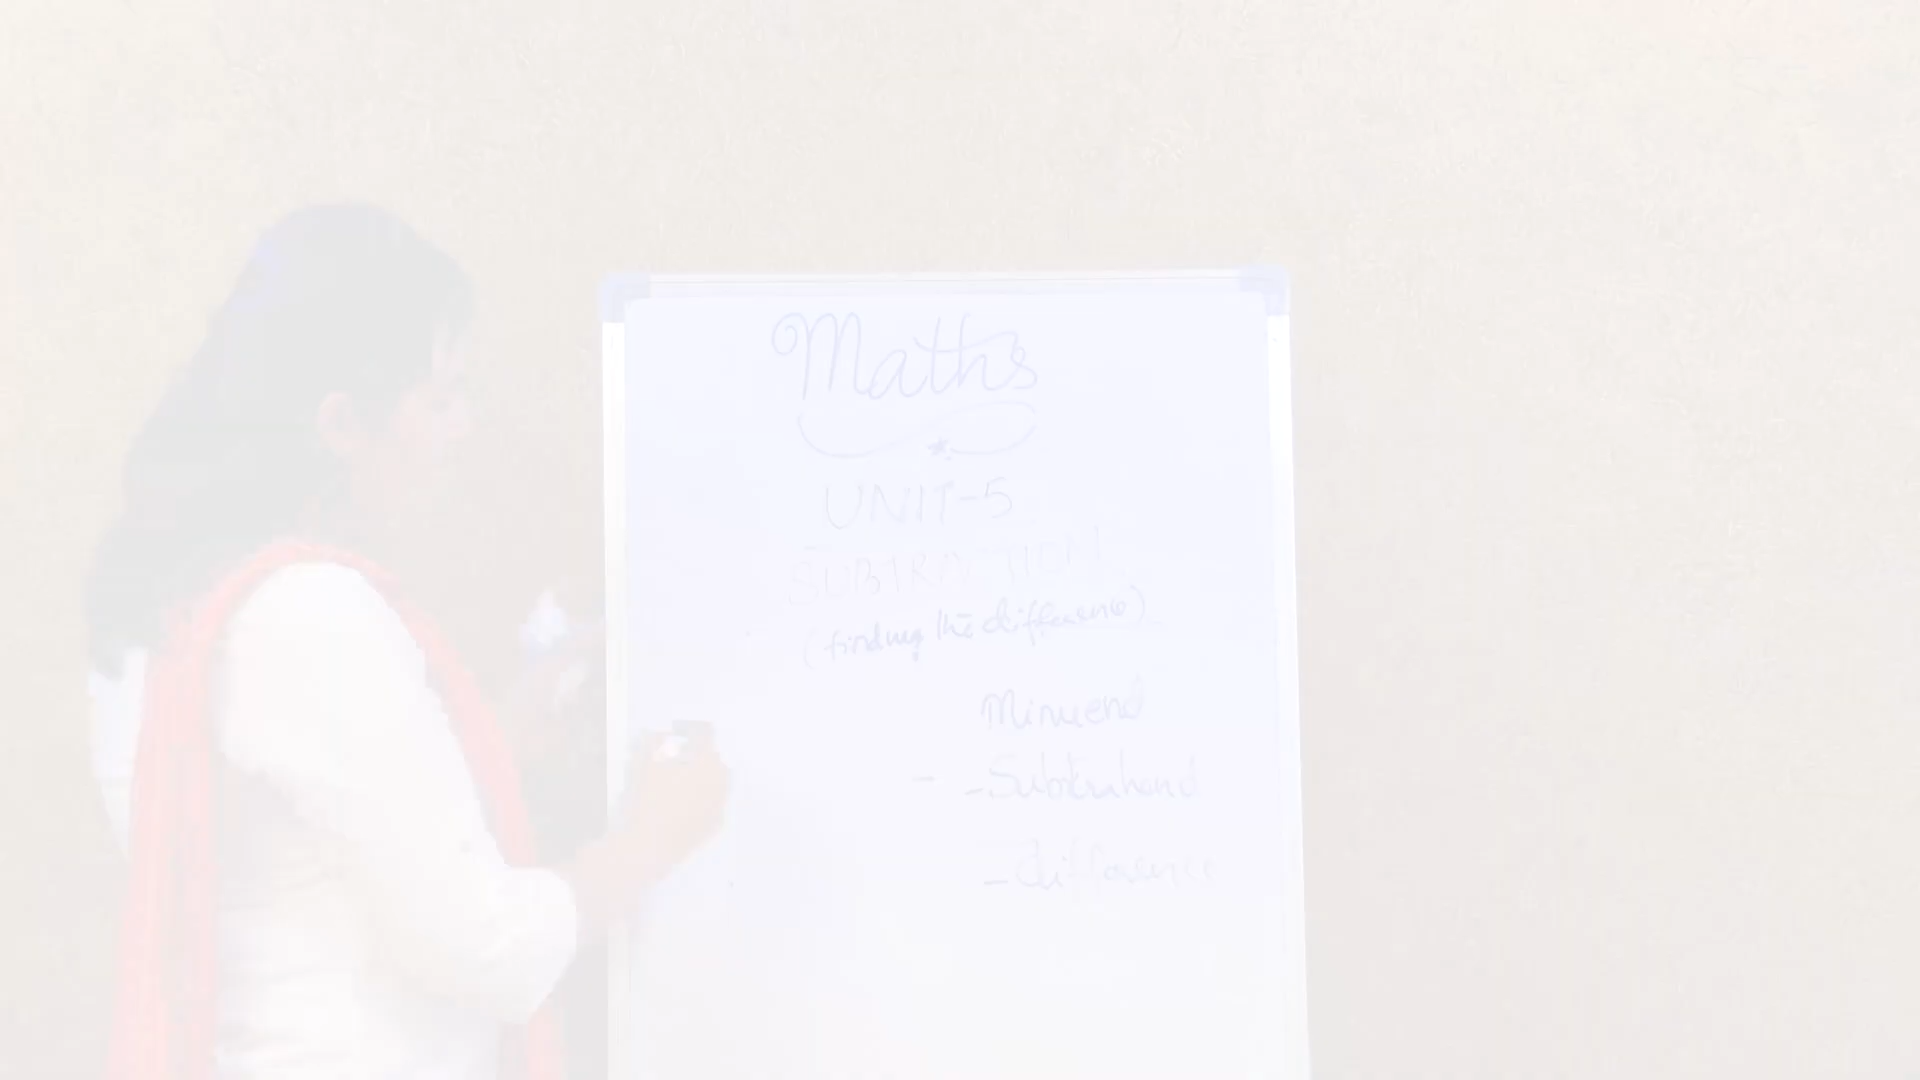 Maths
UNIT-5
SUBTRACTION
(finding the difference)
Minuend
- - Subtrahend
- difference